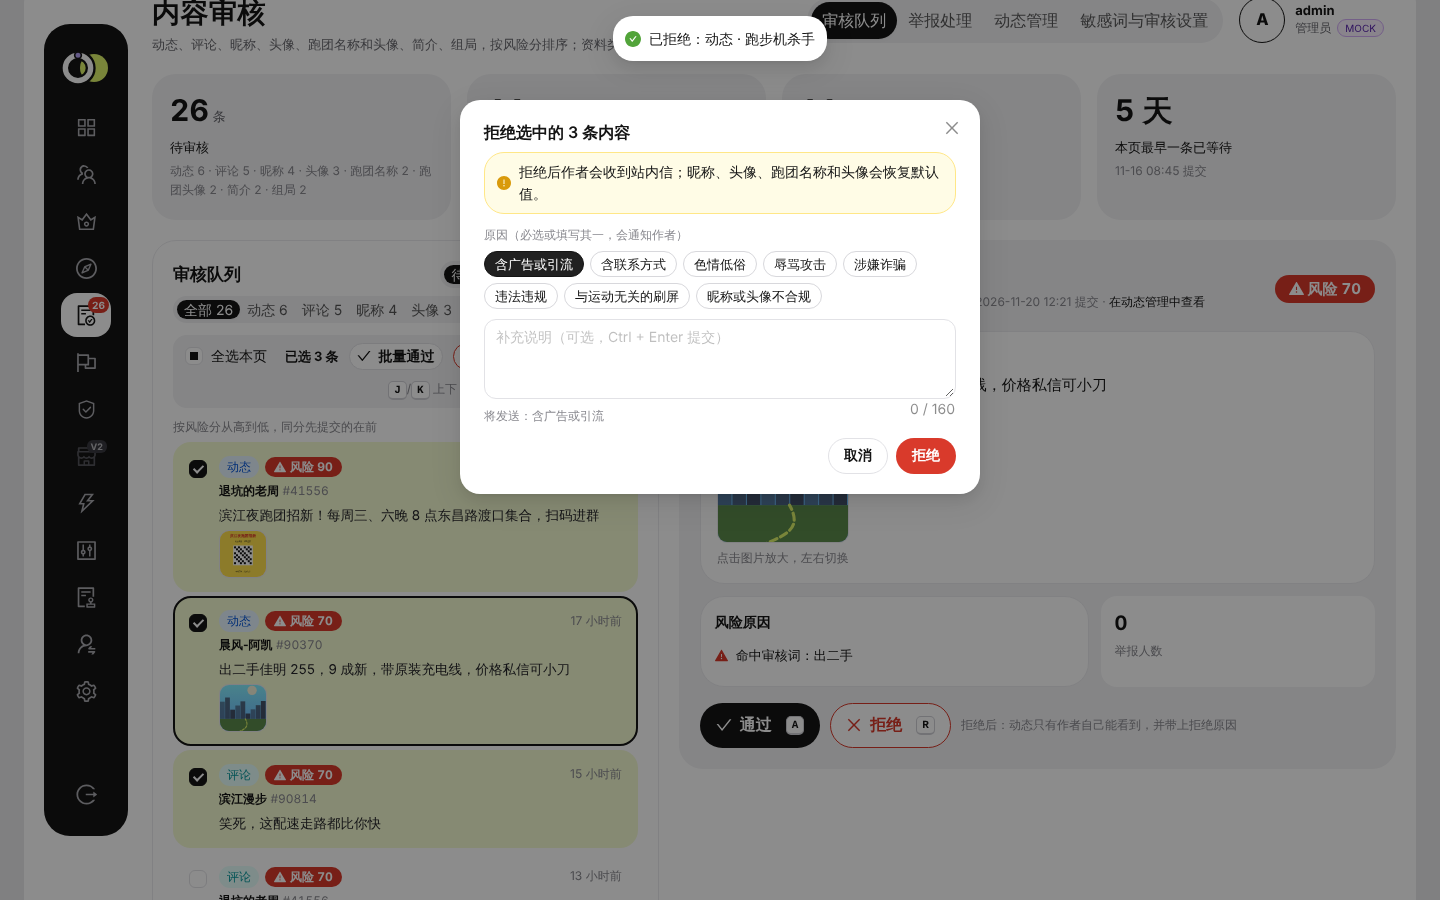 内容审核
审核队列
举报处理
动态管理
敏感词与审核设置
A
admin
管理员
MOCK
已拒绝：动态 · 跑步机杀手
动态、评论、昵称、头像、跑团名称和头像、简介、组局，按风险分排序；资料类
26 条
待审核
动态 6 · 评论 5 · 昵称 4 · 头像 3 · 跑团名称 2 · 跑
团头像 2 · 简介 2 · 组局 2
5 天
本页最早一条已等待
11-16 08:45 提交
26
V2
拒绝选中的 3 条内容
拒绝后作者会收到站内信；昵称、头像、跑团名称和头像会恢复默认
值。
原因（必选或填写其一，会通知作者）
含广告或引流
含联系方式
色情低俗
辱骂攻击
涉嫌诈骗
违法违规
与运动无关的刷屏
昵称或头像不合规
补充说明（可选，Ctrl + Enter 提交）
0 / 160
将发送：含广告或引流
取消
拒绝
审核队列
全部 26
动态 6
评论 5
昵称 4
头像 3
全选本页
已选 3 条
批量通过
J / K 上下
按风险分从高到低，同分先提交的在前
动态
风险 90
退坑的老周 #41556
滨江夜跑团招新！每周三、六晚 8 点东昌路渡口集合，扫码进群
动态
风险 70
17 小时前
晨风-阿凯 #90370
出二手佳明 255，9 成新，带原装充电线，价格私信可小刀
评论
风险 70
15 小时前
滨江漫步 #90814
笑死，这配速走路都比你快
评论
风险 70
13 小时前
退坑的老周 #41556
2026-11-20 12:21 提交 · 在动态管理中查看
风险 70
，价格私信可小刀
点击图片放大，左右切换
风险原因
命中审核词：出二手
0
举报人数
通过 A
拒绝 R
拒绝后：动态只有作者自己能看到，并带上拒绝原因